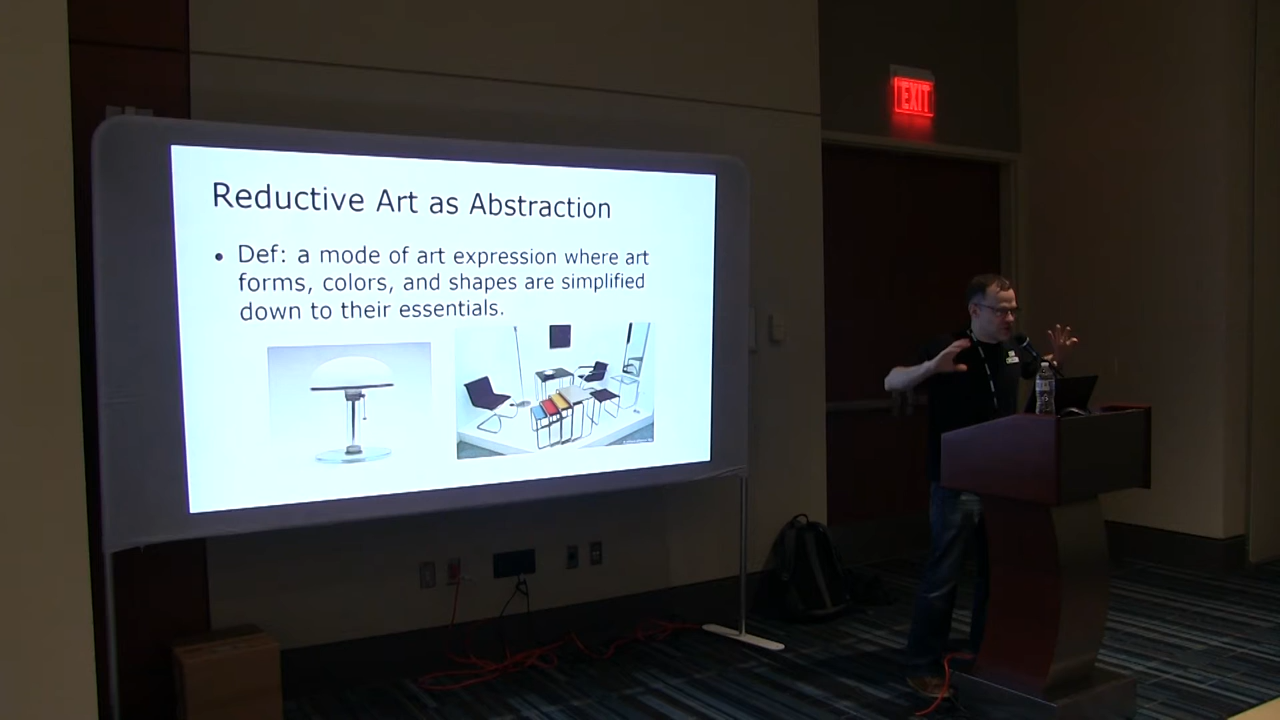 EXIT
Reductive Art as Abstraction
• Def: a mode of art expression where art
forms, colors, and shapes are simplified
down to their essentials.